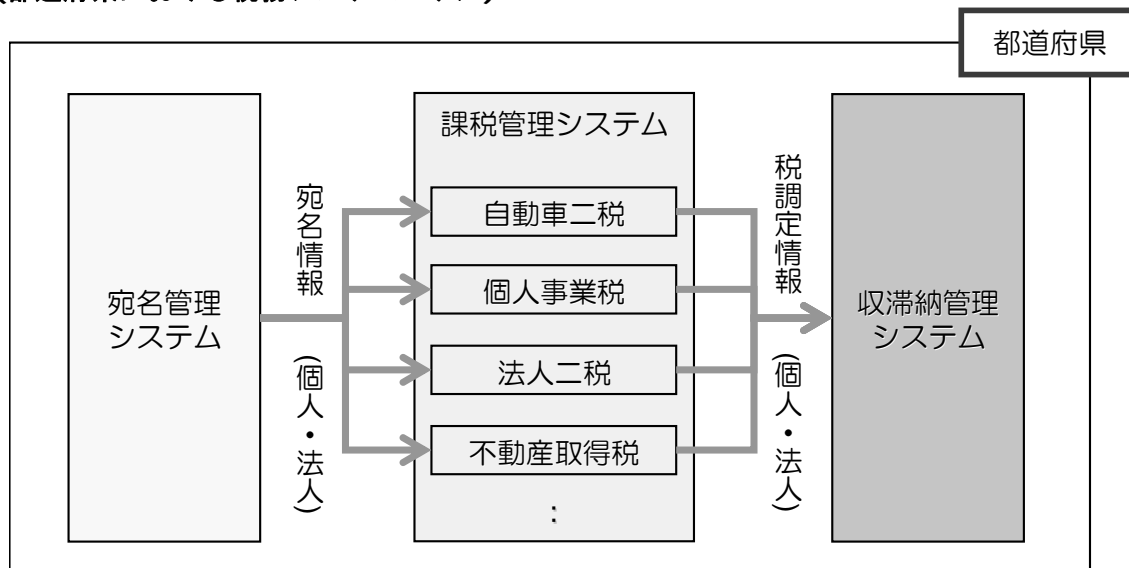 都道府県
宛名管理
システム
宛名情報
(個人・法人)
課税管理システム
自動車二税
個人事業税
法人二税
不動産取得税
:
税調定情報
(個人・法人)
収滞納管理
システム